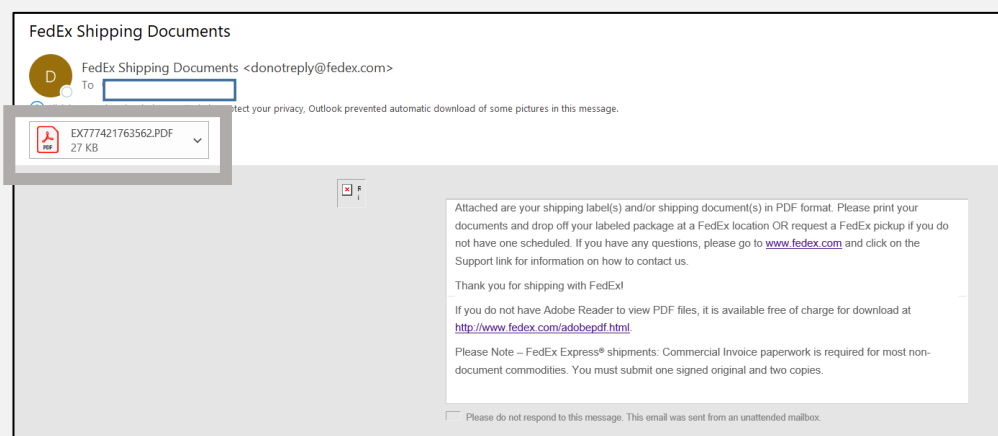 FedEx Shipping Documents
D
FedEx Shipping Documents <donotreply@fedex.com>
To
otect your privacy, Outlook prevented automatic download of some pictures in this message.
PDF
EX777421763562.PDF
27 KB
Attached are your shipping label(s) and/or shipping document(s) in PDF format. Please print your
documents and drop off your labeled package at a FedEx location OR request a FedEx pickup if you do
not have one scheduled. If you have any questions, please go to www.fedex.com and click on the
Support link for information on how to contact us.
Thank you for shipping with FedEx!
If you do not have Adobe Reader to view PDF files, it is available free of charge for download at
http://www.fedex.com/adobepdf.html.
Please Note – FedEx Express® shipments: Commercial Invoice paperwork is required for most non-
document commodities. You must submit one signed original and two copies.
Please do not respond to this message. This email was sent from an unattended mailbox.